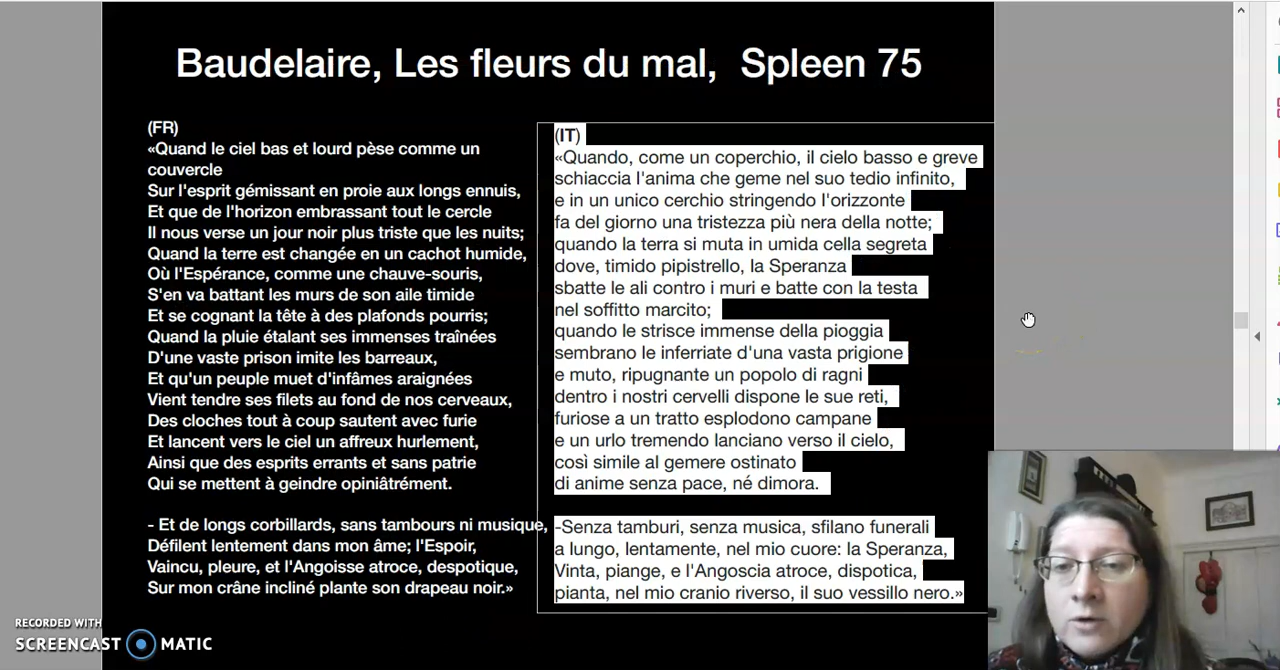 Baudelaire, Les fleurs du mal, Spleen 75
(FR)
«Quand le ciel bas et lourd pèse comme un
couvercle
Sur l'esprit gémissant en proie aux longs ennuis,
Et que de l'horizon embrassant tout le cercle
Il nous verse un jour noir plus triste que les nuits;
Quand la terre est changée en un cachot humide,
Où l'Espérance, comme une chauve-souris,
S'en va battant les murs de son aile timide
Et se cognant la tête à des plafonds pourris;
Quand la pluie étalant ses immenses traînées
D'une vaste prison imite les barreaux,
Et qu'un peuple muet d'infâmes araignées
Vient tendre ses filets au fond de nos cerveaux,
Des cloches tout à coup sautent avec furie
Et lancent vers le ciel un affreux hurlement,
Ainsi que des esprits errants et sans patrie
Qui se mettent à geindre opiniâtrément.
- Et de longs corbillards, sans tambours ni musique,
Défilent lentement dans mon âme; l'Espoir,
Vaincu, pleure, et l'Angoisse atroce, despotique,
Sur mon crâne incliné plante son drapeau noir.»
(IT)
«Quando, come un coperchio, il cielo basso e greve
schiaccia l'anima che geme nel suo tedio infinito,
e in un unico cerchio stringendo l'orizzonte
fa del giorno una tristezza più nera della notte;
quando la terra si muta in umida cella segreta
dove, timido pipistrello, la Speranza
sbatte le ali contro i muri e batte con la testa
nel soffitto marcito;
quando le strisce immense della pioggia
sembrano le inferriate d'una vasta prigione
e muto, ripugnante un popolo di ragni
dentro i nostri cervelli dispone le sue reti,
furiose a un tratto esplodono campane
e un urlo tremendo lanciano verso il cielo,
così simile al gemere ostinato
di anime senza pace, né dimora.
-Senza tamburi, senza musica, sfilano funerali
a lungo, lentamente, nel mio cuore: la Speranza,
Vinta, piange, e l'Angoscia atroce, dispotica,
pianta, nel mio cranio riverso, il suo vessillo nero.»
RECORDED WITH
SCREENCAST MATIC